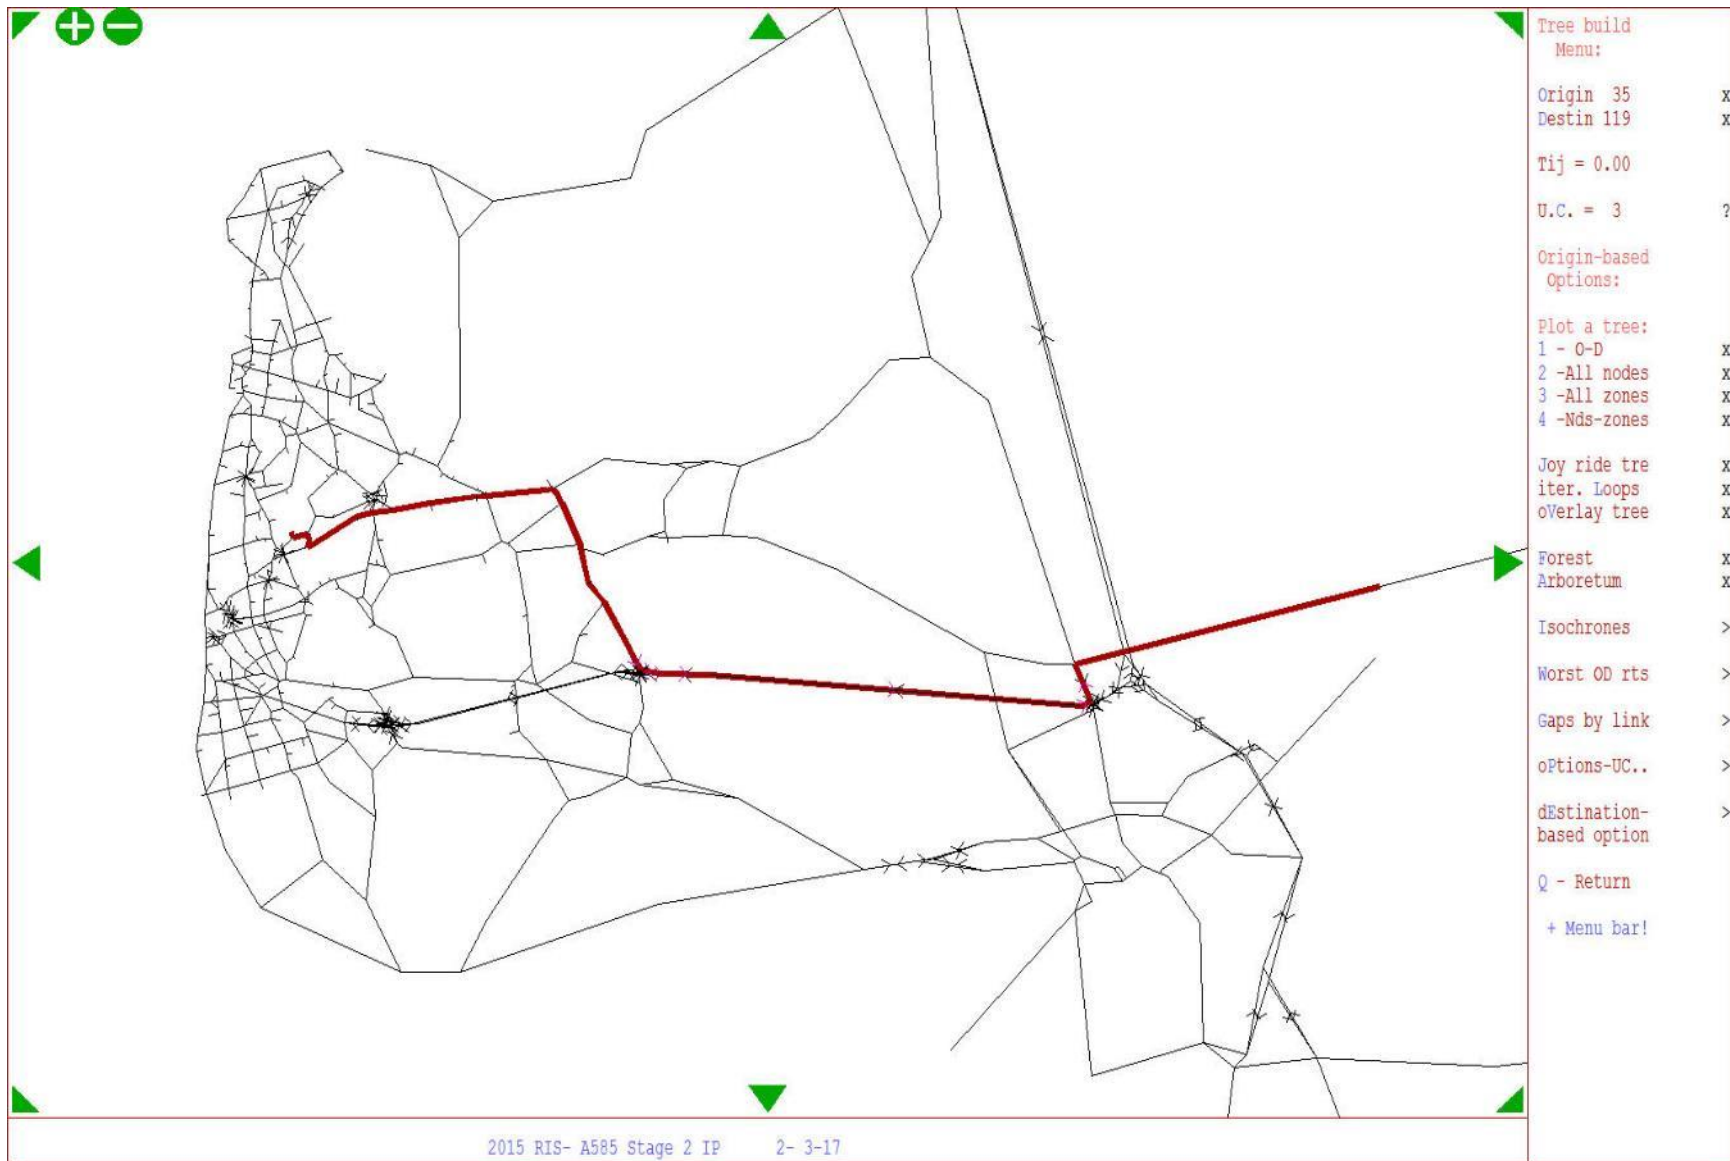 Tree build
Menu:
Origin 35 x
Destin 119 x
Tij = 0.00
U.C. = 3 ?
Origin-based
Options:
Plot a tree:
1 - O-D x
2 -All nodes x
3 -All zones x
4 -Nds-zones x
Joy ride tre x
iter. Loops x
oVerlay tree x
Forest x
Arboretum x
Isochrones >
Worst OD rts >
Gaps by link >
oPtions-UC.. >
dEstination- >
based option
Q - Return
+ Menu bar!
2015 RIS- A585 Stage 2 IP 2- 3-17